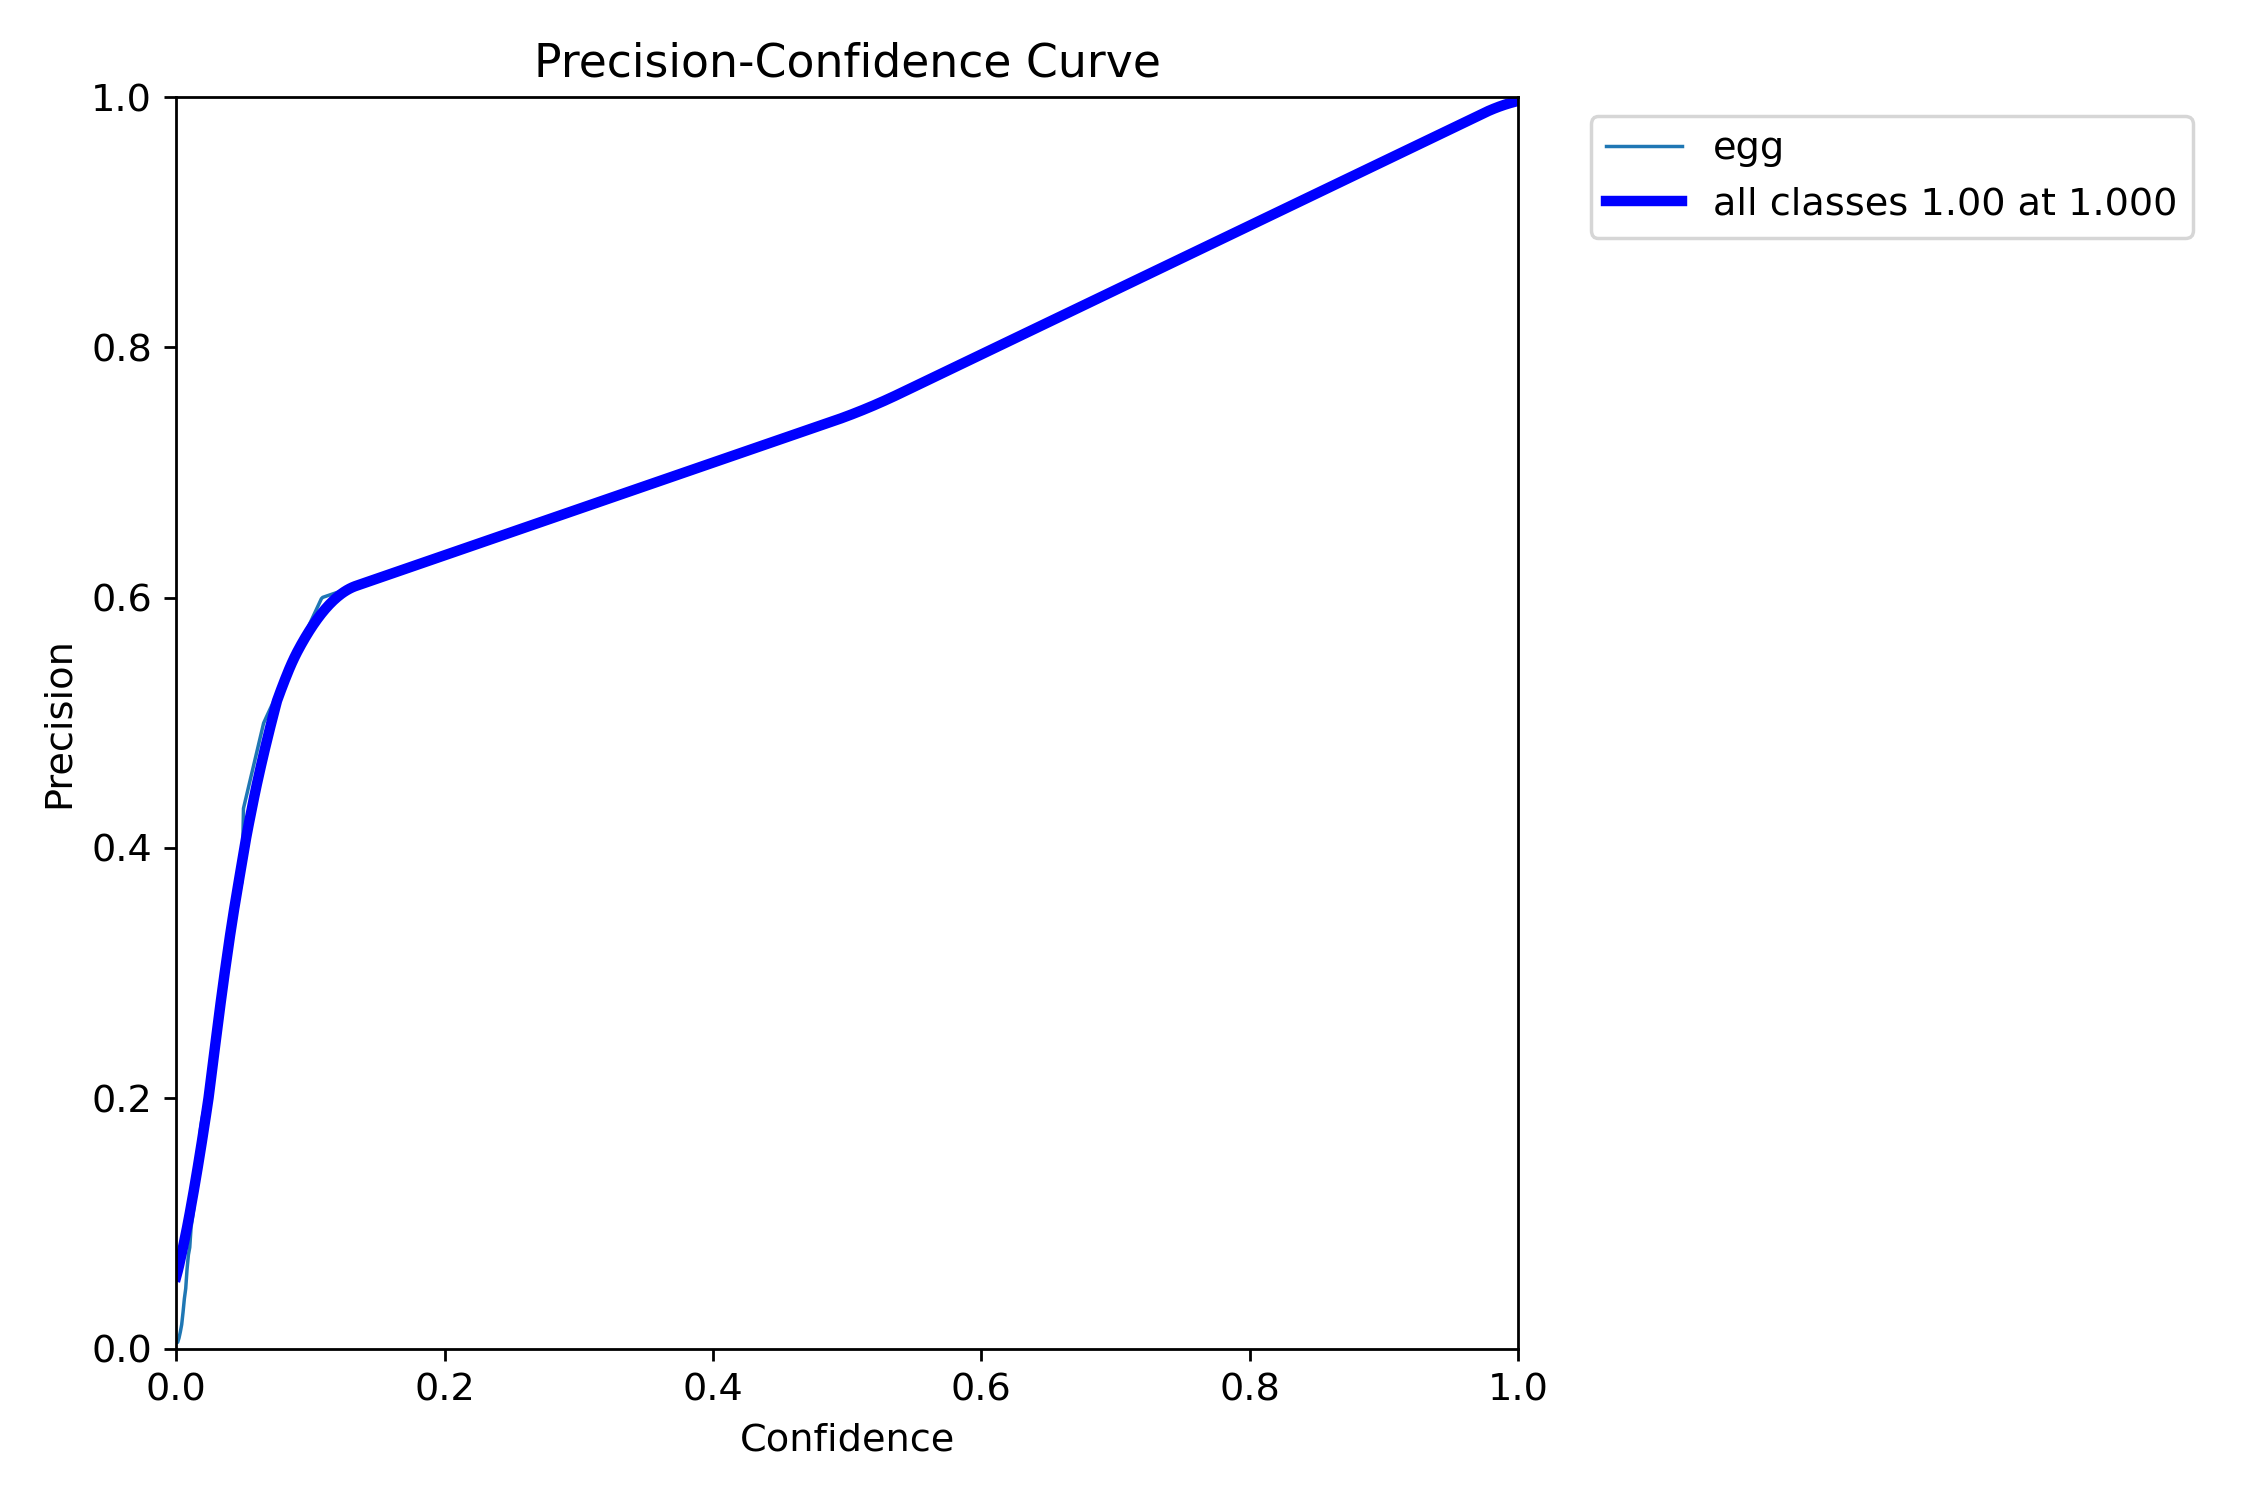 Precision-Confidence Curve
1.0
0.8
0.6
0.4
0.2
0.0
Precision
0.0 0.2 0.4 0.6 0.8 1.0
Confidence
egg
all classes 1.00 at 1.000